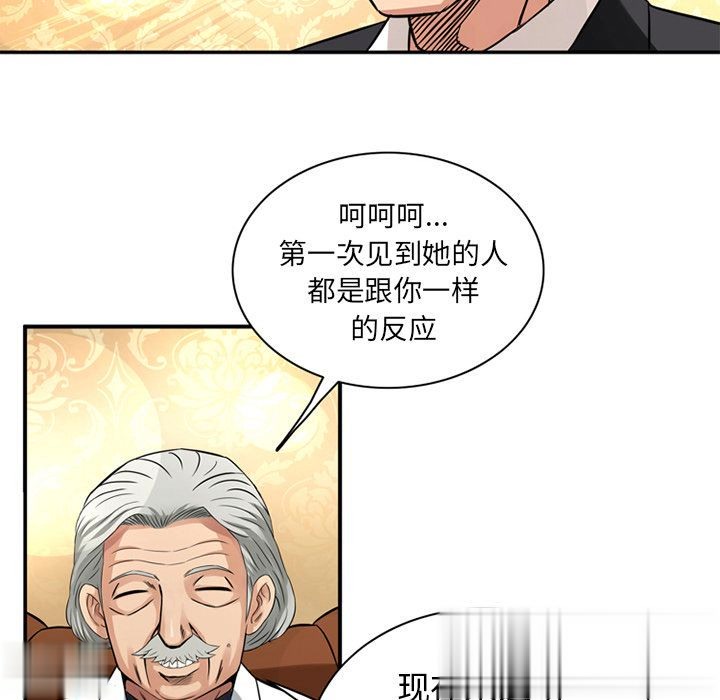 呵呵呵...
第一次见到她的人
都是跟你一样
的反应
现在